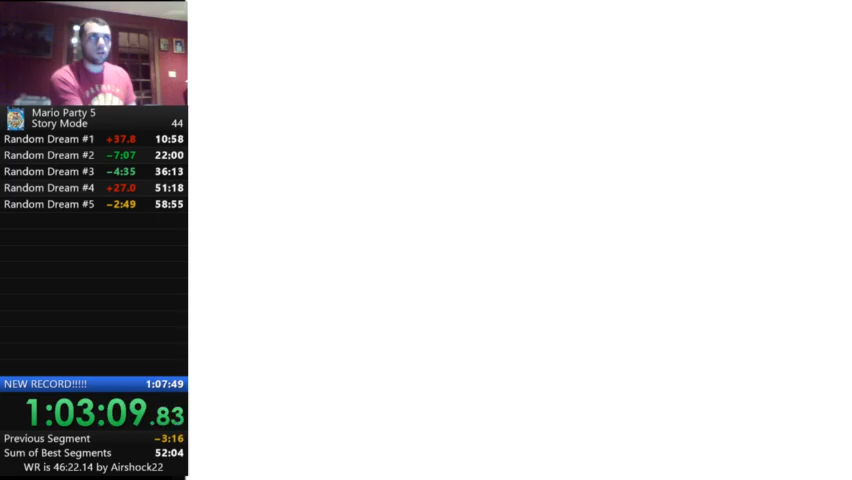 Mario Party 5
Story Mode 44
Random Dream #1 +37.8 10:58
Random Dream #2 −7:07 22:00
Random Dream #3 −4:35 36:13
Random Dream #4 +27.0 51:18
Random Dream #5 −2:49 58:55
NEW RECORD!!!!! 1:07:49
1:03:09.83
Previous Segment −3:16
Sum of Best Segments 52:04
WR is 46:22.14 by Airshock22